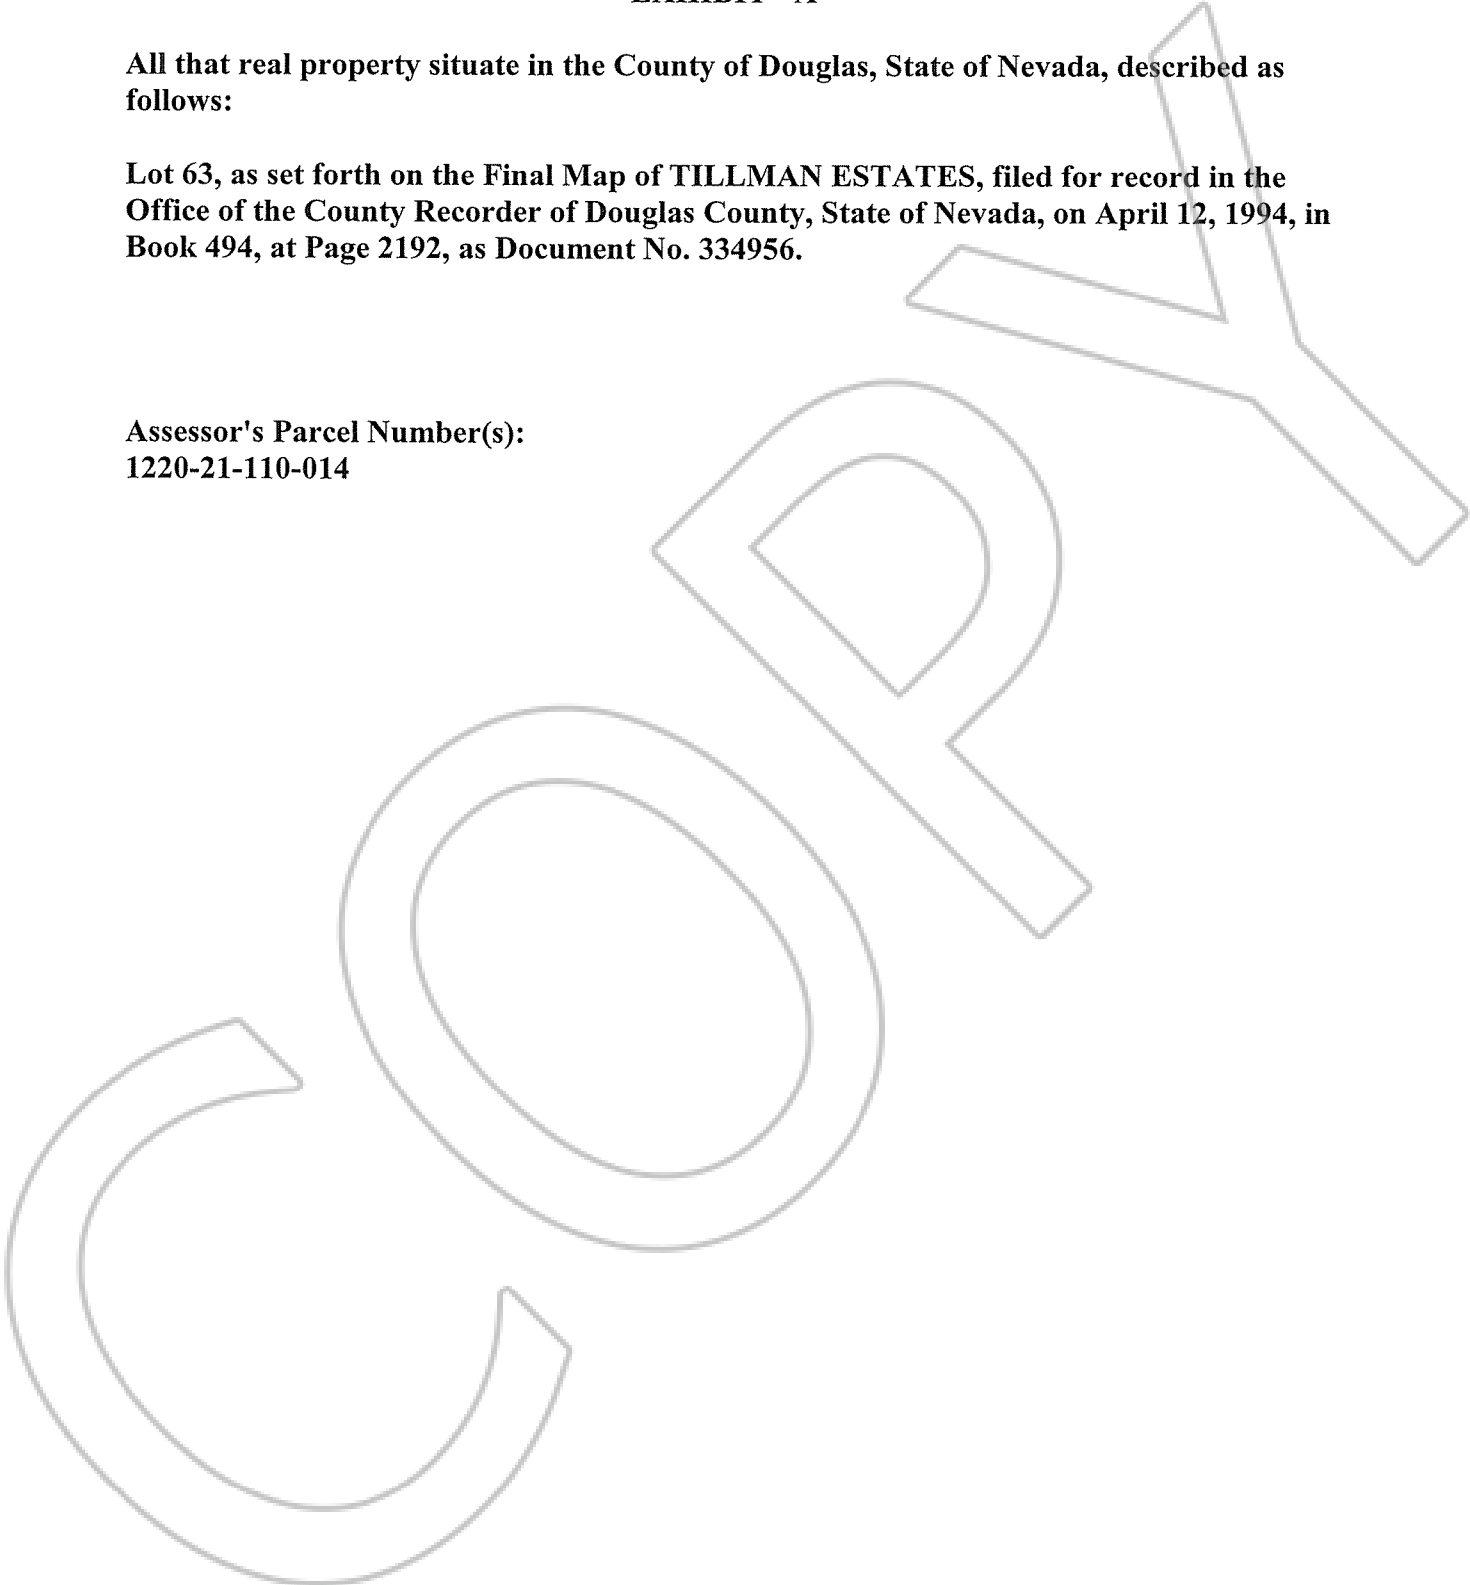 All that real property situate in the County of Douglas, State of Nevada, described as
follows:
Lot 63, as set forth on the Final Map of TILLMAN ESTATES, filed for record in the
Office of the County Recorder of Douglas County, State of Nevada, on April 12, 1994, in
Book 494, at Page 2192, as Document No. 334956.
Assessor's Parcel Number(s):
1220-21-110-014
COPY